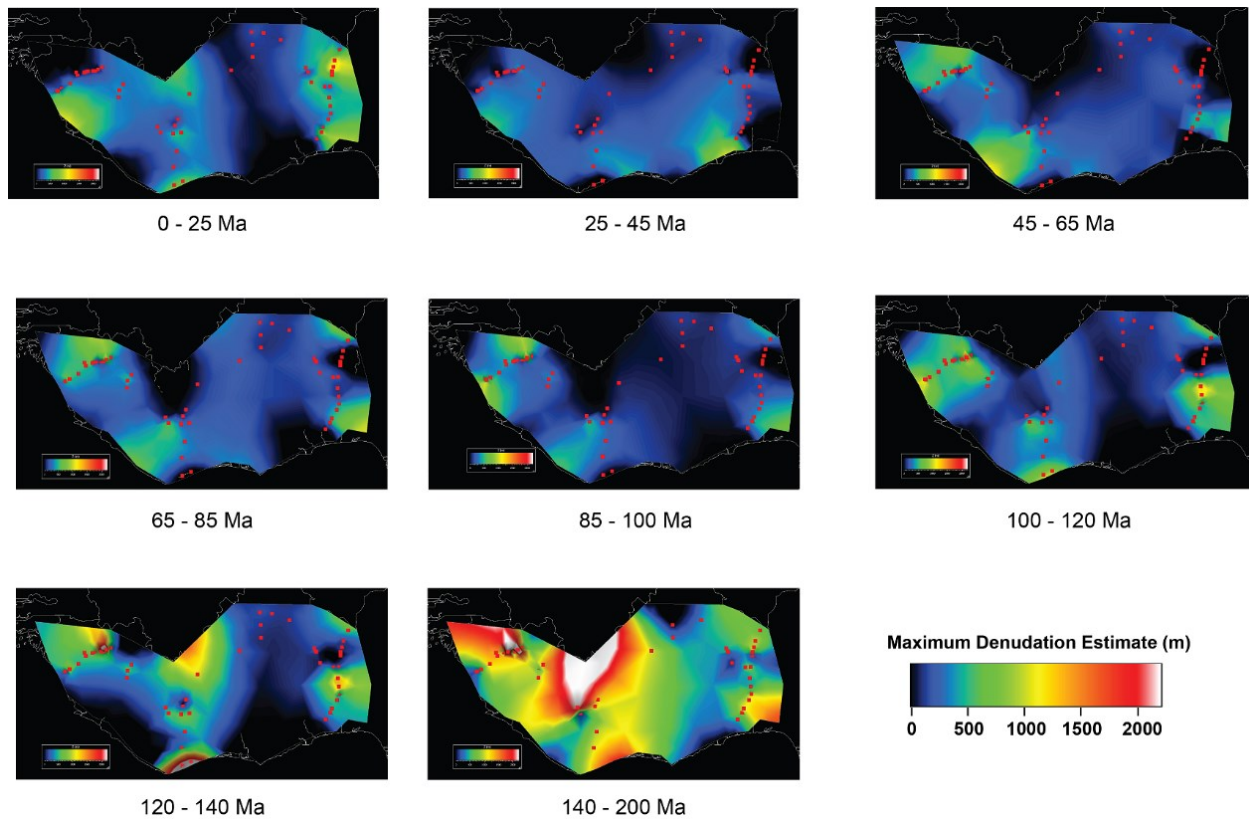 0 - 25 Ma
25 - 45 Ma
45 - 65 Ma
65 - 85 Ma
85 - 100 Ma
100 - 120 Ma
120 - 140 Ma
140 - 200 Ma
Maximum Denudation Estimate (m)
0 500 1000 1500 2000